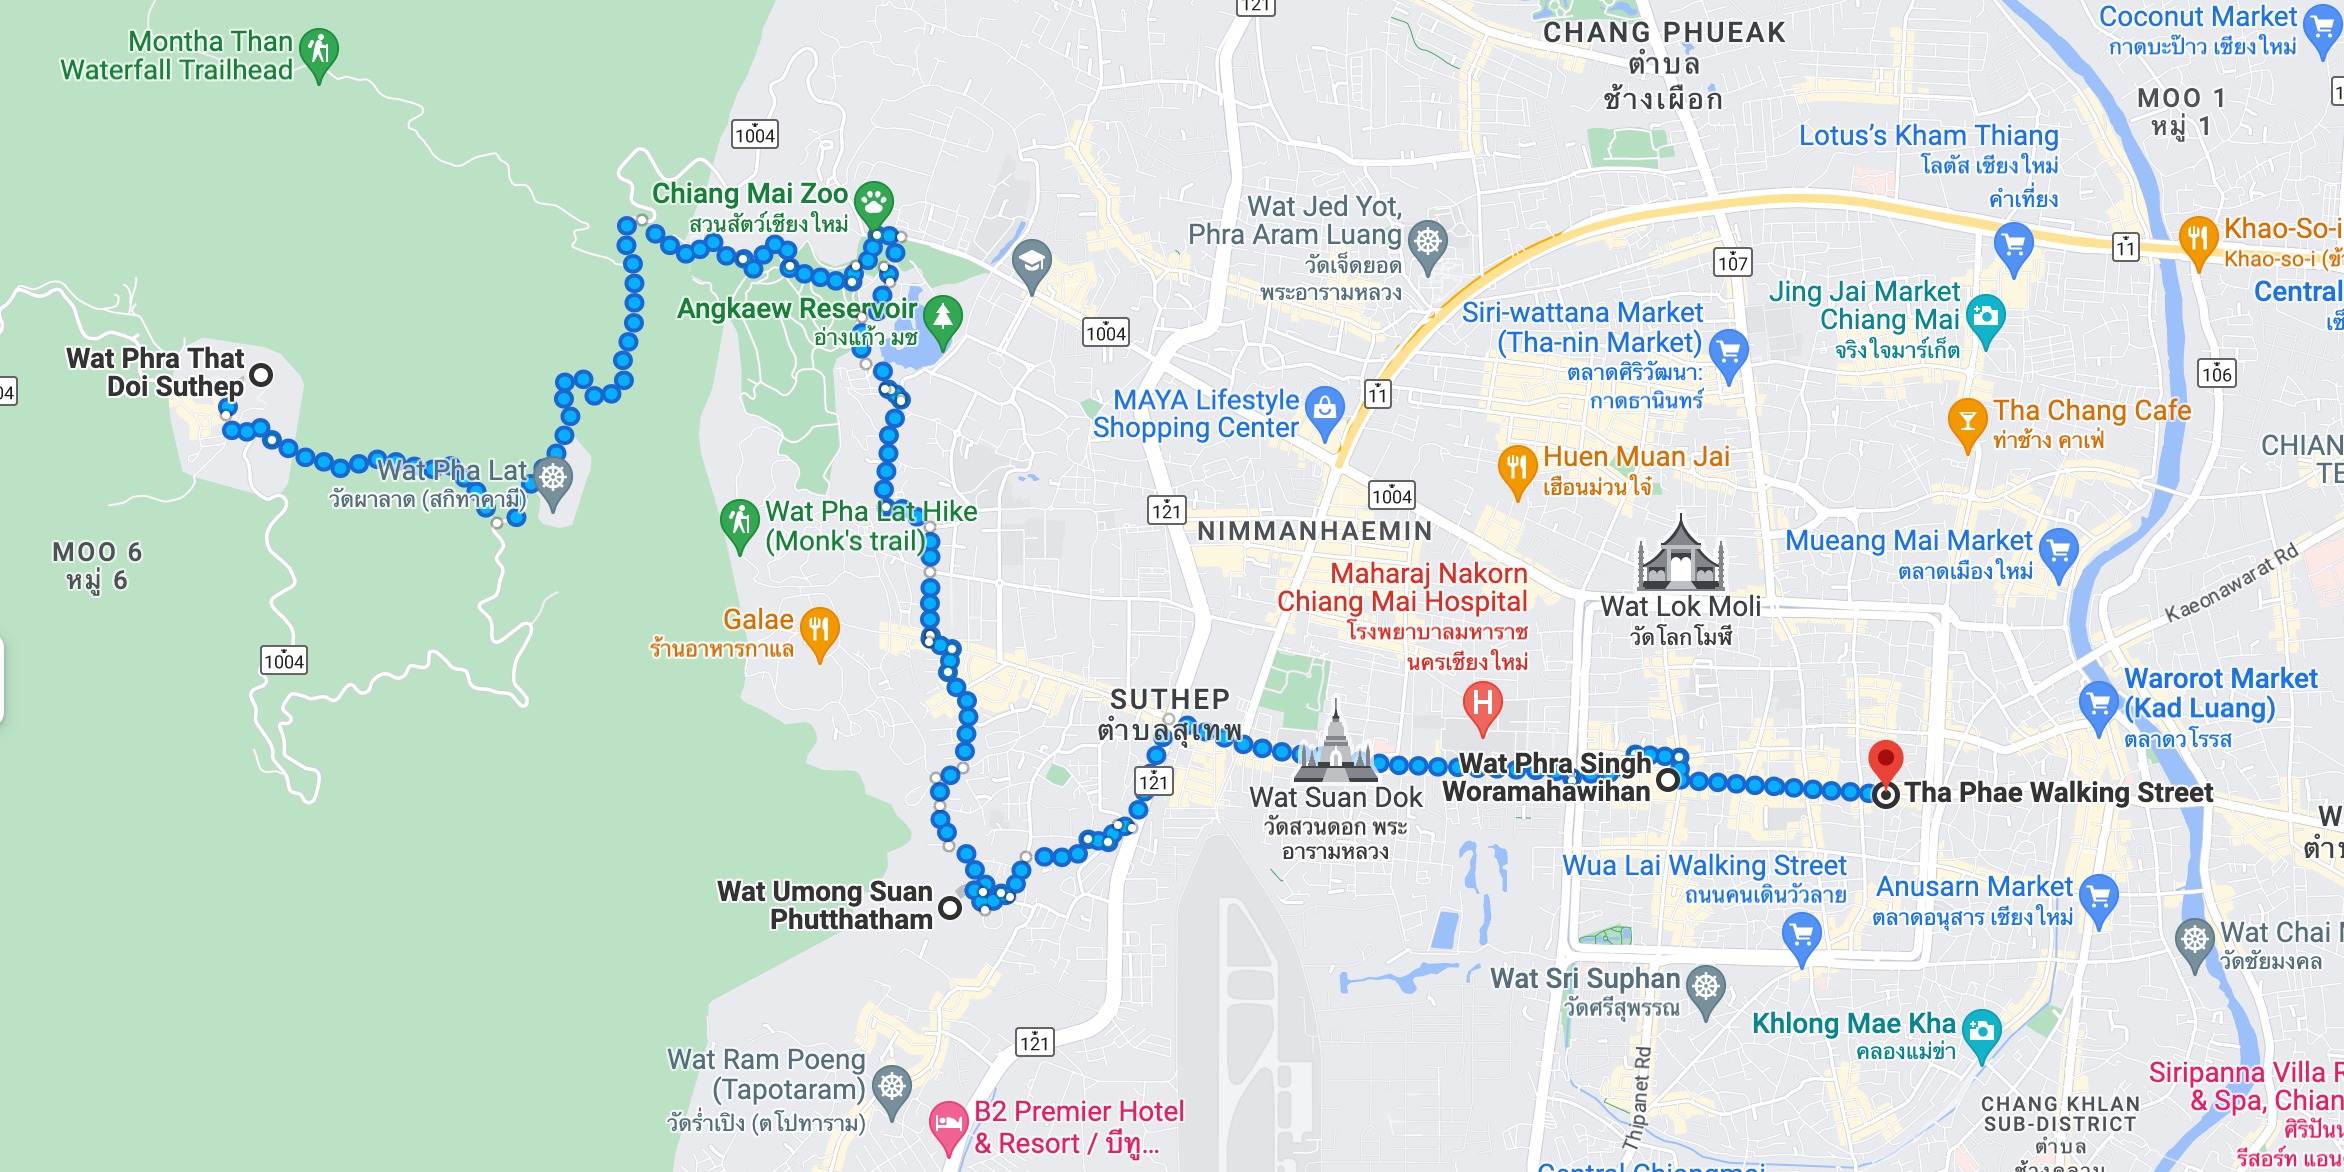 121
Montha Than
Waterfall Trailhead
CHANG PHUEAK
ตำบล
ช้างเผือก
Coconut Market
กาดบะป๊าว เชียงใหม่
MOO 1
หมู่ 1
1004
Lotus's Kham Thiang
โลตัส เชียงใหม่
คำเที่ยง
Chiang Mai Zoo
สวนสัตว์เชียงใหม่
Wat Jed Yot,
Phra Aram Luang
วัดเจ็ดยอด
พระอารามหลวง
107
11
Khao-So-i
Khao-so-i (ข้า
Angkaew Reservoir
อ่างแก้ว มช
1004
Siri-wattana Market
(Tha-nin Market)
ตลาดศิริวัฒนา:
กาดธานินทร์
Jing Jai Market
Chiang Mai
จริงใจมาร์เก็ต
Central
Wat Phra That
Doi Suthep
04
106
11
MAYA Lifestyle
Shopping Center
Tha Chang Cafe
ท่าช้าง คาเฟ่
CHIAN
TE
Wat Pha Lat
วัดผาลาด (สกิทาคามี)
Huen Muan Jai
เฮือนม่วนใจ๋
1004
121
NIMMANHAEMIN
Wat Pha Lat Hike
(Monk's trail)
MOO 6
หมู่ 6
Mueang Mai Market
ตลาดเมืองใหม่
Kaeonawarat Rd
Maharaj Nakorn
Chiang Mai Hospital
โรงพยาบาลมหาราช
นครเชียงใหม่
H
Wat Lok Moli
วัดโลกโมฬี
Galae
ร้านอาหารกาแล
1004
SUTHEP
ตำบลสุเทพ
Warorot Market
(Kad Luang)
ตลาดวโรรส
121
Wat Phra Singh
Woramahawihan
Tha Phae Walking Street
Wat Suan Dok
วัดสวนดอก พระ
อารามหลวง
Wua Lai Walking Street
ถนนคนเดินวัวลาย
Anusarn Market
ตลาดอนุสาร เชียงใหม่
Wat Umong Suan
Phutthatham
Wat Chai
วัดชัยมงคล
Wat Sri Suphan
วัดศรีสุพรรณ
Khlong Mae Kha
คลองแม่ข่า
121
Wat Ram Poeng
(Tapotaram)
วัดร่ำเปิง (ตโปทาราม)
Thipanet Rd
Siripanna Villa R
& Spa, Chian
ศิริปันน
รีสอร์ท แอน
B2 Premier Hotel
& Resort / บีทู...
CHANG KHLAN
SUB-DISTRICT
ตำบล
ช้างคลาน
Central Chiangmai